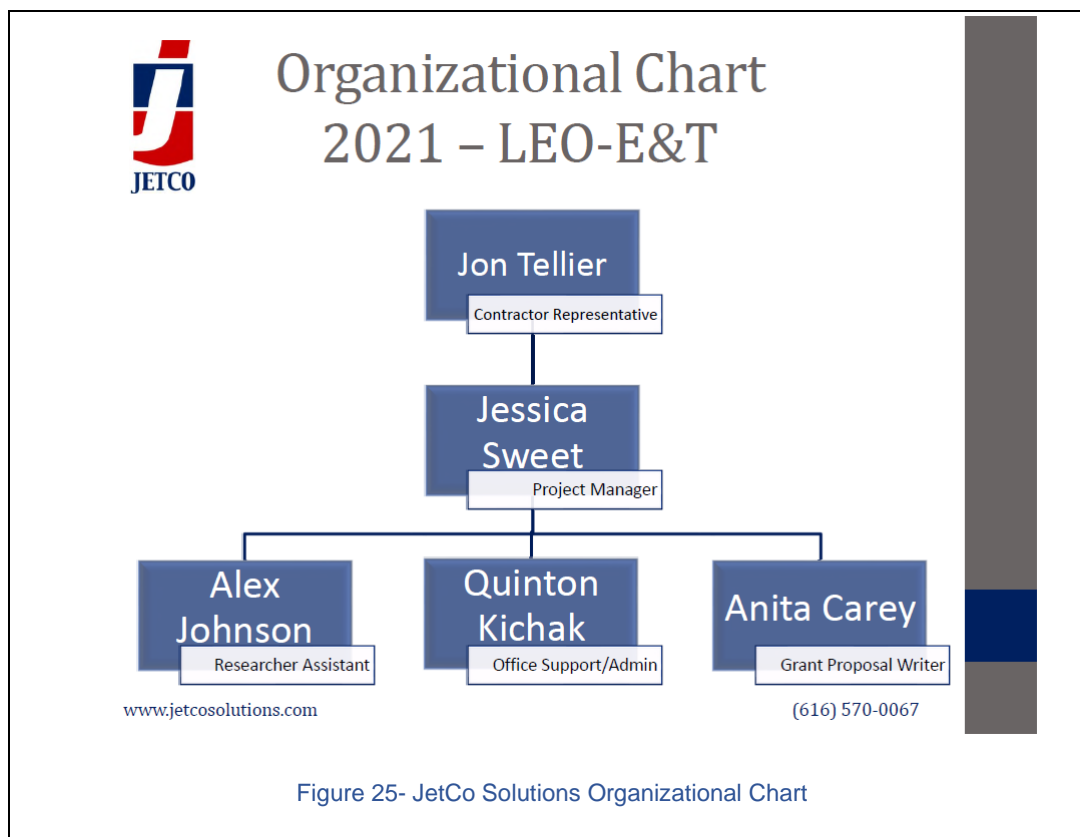 Organizational Chart
2021 – LEO-E&T
J
JETCO
Jon Tellier
Contractor Representative
Jessica
Sweet
Project Manager
Alex
Johnson
Researcher Assistant
Quinton
Kichak
Office Support/Admin
Anita Carey
Grant Proposal Writer
www.jetcosolutions.com
(616) 570-0067
Figure 25- JetCo Solutions Organizational Chart